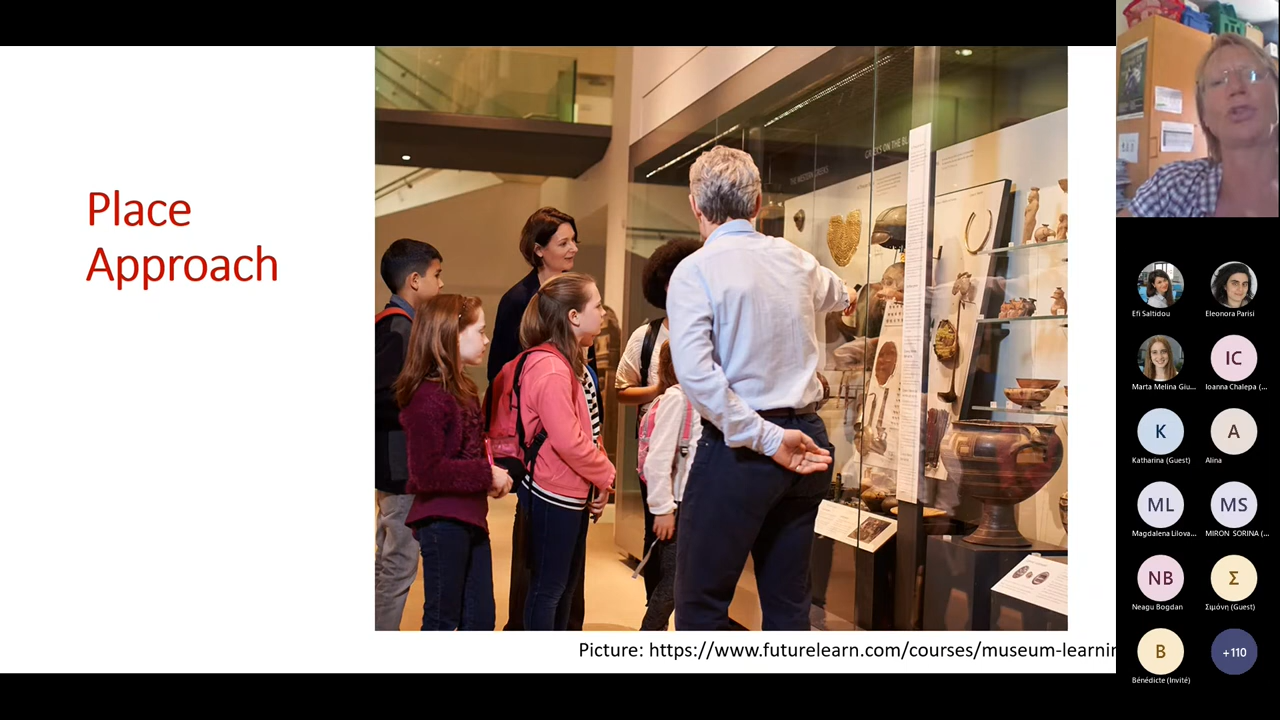 Place
Approach
Picture: https://www.futurelearn.com/courses/museum-learnin
Efi Saltidou
Eleonora Parisi
Marta Melina Giu...
IC
Ioanna Chalepa (...
K
Katharina (Guest)
A
Alina
ML
Magdalena Lilova...
MS
MIRON SORINA (...
NB
Neagu Bogdan
Σ
Σιμόνη (Guest)
B
Bénédicte (Invité)
+110